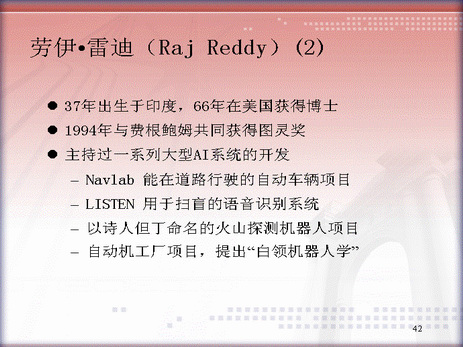 劳伊•雷迪（Raj Reddy）(2)
● 37年出生于印度，66年在美国获得博士
● 1994年与费根鲍姆共同获得图灵奖
● 主持过一系列大型AI系统的开发
– Navlab 能在道路行驶的自动车辆项目
– LISTEN 用于扫盲的语音识别系统
– 以诗人但丁命名的火山探测机器人项目
– 自动机工厂项目，提出“白领机器人学”
42